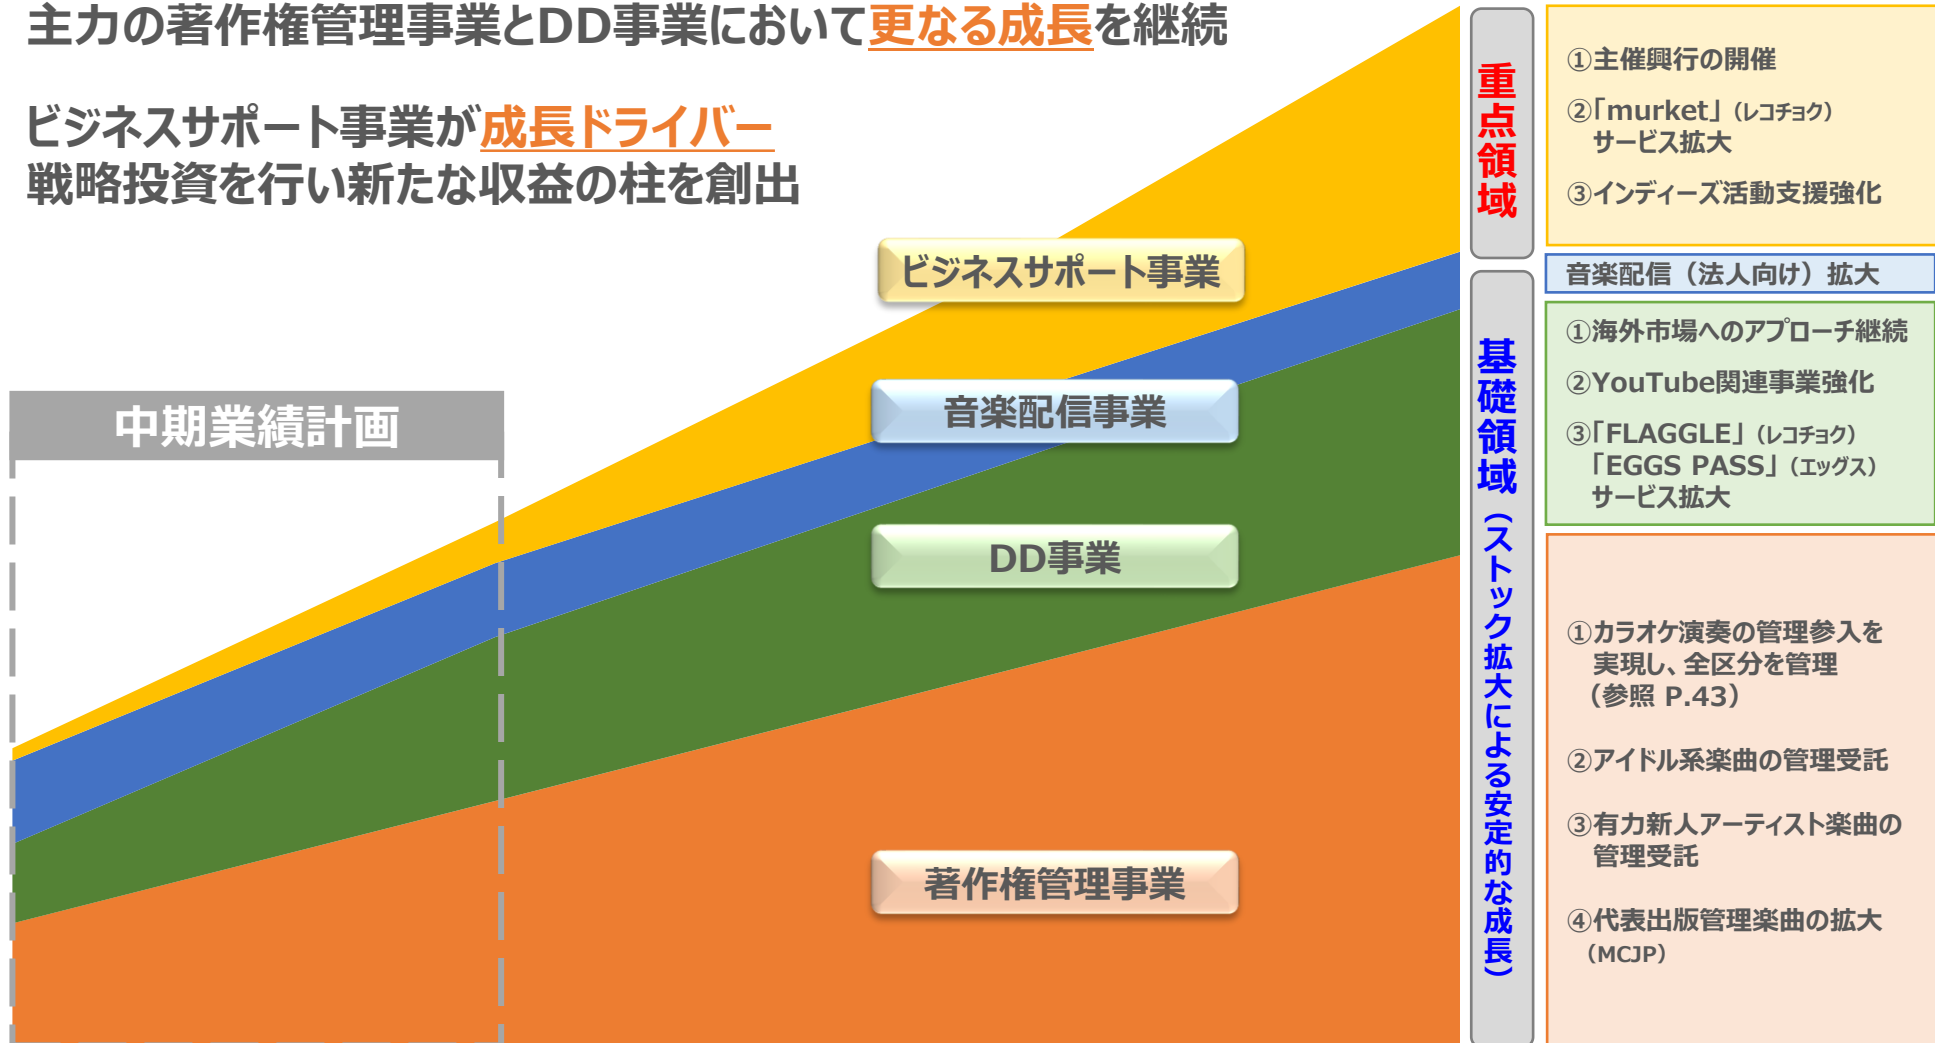 主力の著作権管理事業とDD事業において更なる成長を継続
ビジネスサポート事業が成長ドライバー
戦略投資を行い新たな収益の柱を創出
中期業績計画
ビジネスサポート事業
音楽配信事業
DD事業
著作権管理事業
重点領域
基礎領域（ストック拡大による安定的な成長）
①主催興行の開催
②「murket」（レコチョク）
サービス拡大
③インディーズ活動支援強化
音楽配信（法人向け）拡大
①海外市場へのアプローチ継続
②YouTube関連事業強化
③「FLAGGLE」（レコチョク）
「EGGS PASS」（エッグス）
サービス拡大
①カラオケ演奏の管理参入を
実現し、全区分を管理
（参照 P.43）
②アイドル系楽曲の管理受託
③有力新人アーティスト楽曲の
管理受託
④代表出版管理楽曲の拡大
（MCJP）